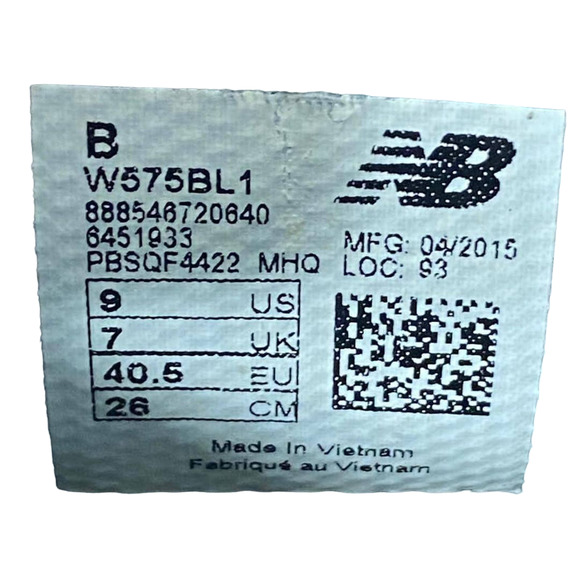 B
W575BL1
888546720640
6451933
PBSQF4422 MHQ
NB
MFG: 04/2015
LOC: 93
9 US
7 UK
40.5 EU
26 CM
Made In Vietnam
Fabriqué au Vietnam